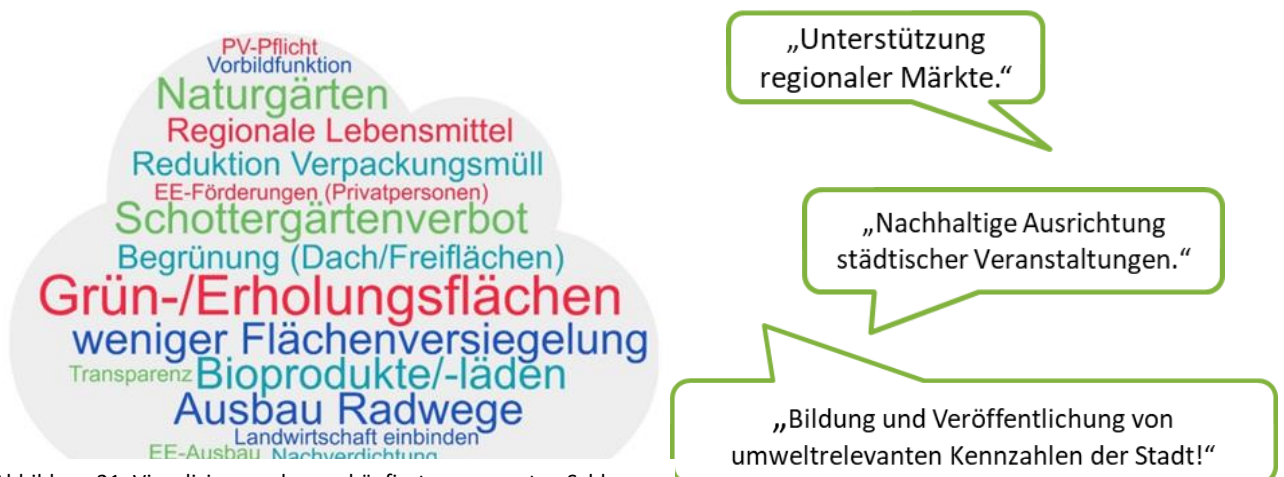 PV-Pflicht
Vorbildfunktion
Naturgärten
Regionale Lebensmittel
Reduktion Verpackungsmüll
EE-Förderungen (Privatpersonen)
Schottergärtenverbot
Begrünung (Dach/Freiflächen)
Grün-/Erholungsflächen
weniger Flächenversiegelung
Transparenz Bioprodukte/-läden
Ausbau Radwege
Landwirtschaft einbinden
EE-Ausbau Nachverdichtung
„Unterstützung
regionaler Märkte.“
„Nachhaltige Ausrichtung
städtischer Veranstaltungen.“
„Bildung und Veröffentlichung von
umweltrelevanten Kennzahlen der Stadt!“